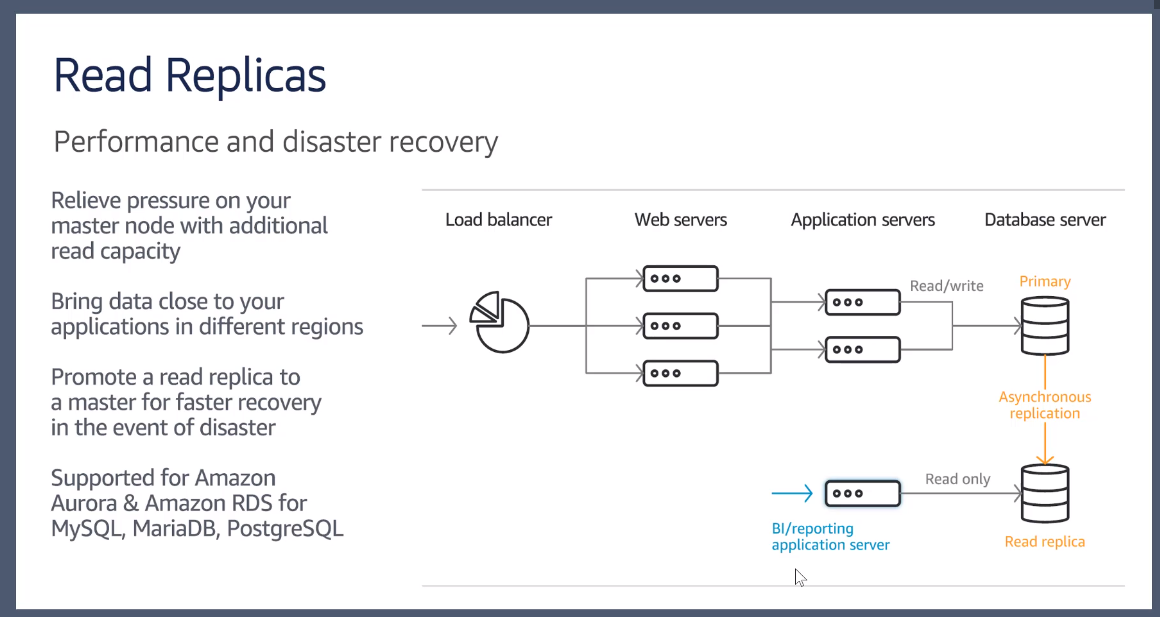 Read Replicas
Performance and disaster recovery
Relieve pressure on your
master node with additional
read capacity
Bring data close to your
applications in different regions
Promote a read replica to
a master for faster recovery
in the event of disaster
Supported for Amazon
Aurora & Amazon RDS for
MySQL, MariaDB, PostgreSQL
Load balancer
Web servers
Application servers
Database server
Read/write
Primary
Asynchronous
replication
Read only
BI/reporting
application server
Read replica